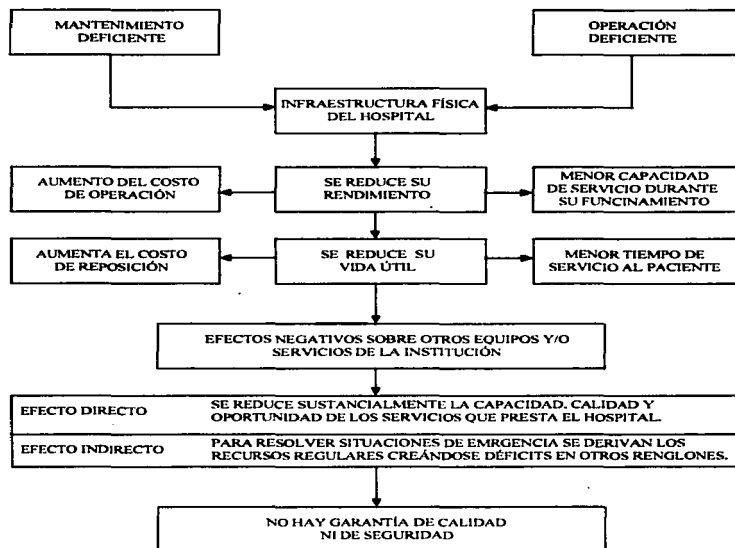 MANTENIMIENTO
DEFICIENTE
OPERACIÓN
DEFICIENTE
INFRAESTRUCTURA FÍSICA
DEL HOSPITAL
AUMENTO DEL COSTO
DE OPERACIÓN
SE REDUCE SU
RENDIMIENTO
MENOR CAPACIDAD
DE SERVICIO DURANTE
SU FUNCINAMIENTO
AUMENTA EL COSTO
DE REPOSICIÓN
SE REDUCE SU
VIDA ÚTIL
MENOR TIEMPO DE
SERVICIO AL PACIENTE
EFECTOS NEGATIVOS SOBRE OTROS EQUIPOS Y/O
SERVICIOS DE LA INSTITUCIÓN
EFECTO DIRECTO
SE REDUCE SUSTANCIALMENTE LA CAPACIDAD. CALIDAD Y
OPORTUNIDAD DE LOS SERVICIOS QUE PRESTA EL HOSPITAL.
EFECTO INDIRECTO
PARA RESOLVER SITUACIONES DE EMRGENCIA SE DERIVAN LOS
RECURSOS REGULARES CREÁNDOSE DÉFICITS EN OTROS RENGLONES.
NO HAY GARANTÍA DE CALIDAD
NI DE SEGURIDAD